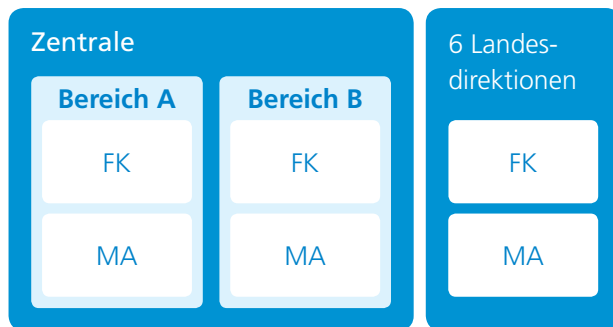 Zentrale
Bereich A
FK
MA
Bereich B
FK
MA
6 Landes-
direktionen
FK
MA